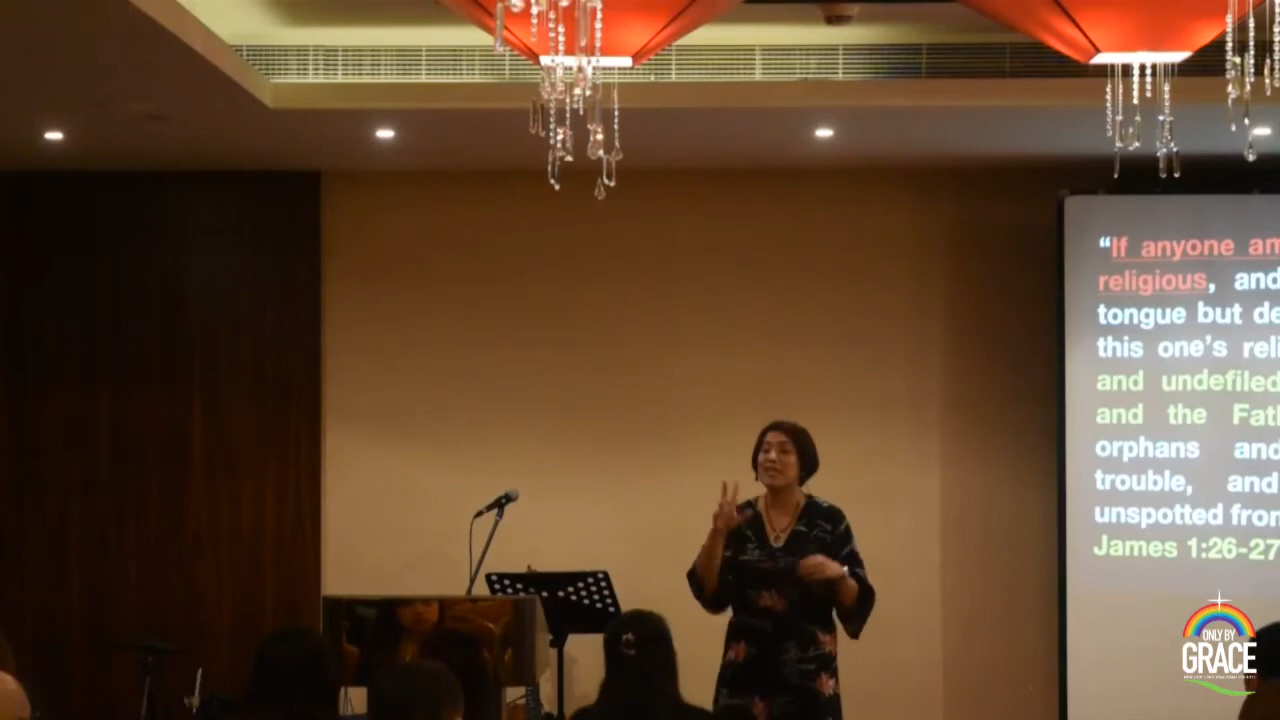 “If anyone am
religious, and
tongue but de
this one’s reli
and undefiled
and the Fath
orphans and
trouble, and
unspotted from
James 1:26-27
ONLY BY
GRACE